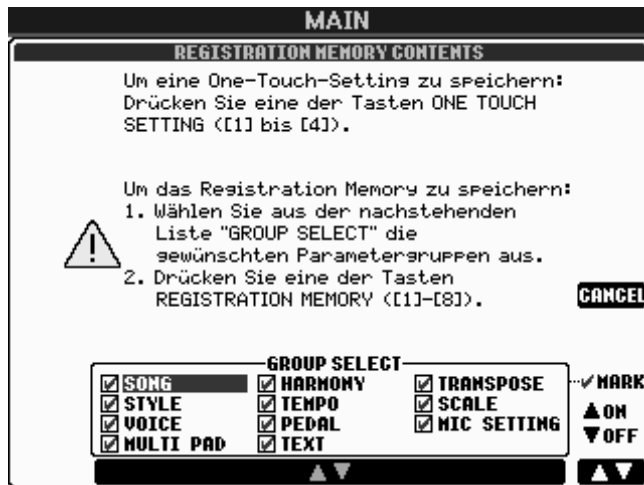 MAIN
REGISTRATION MEMORY CONTENTS
Um eine One-Touch-Setting zu speichern:
Drücken Sie eine der Tasten ONE TOUCH
SETTING ([1] bis [4]).
Um das Registration Memory zu speichern:
1. Wählen Sie aus der nachstehenden
Liste "GROUP SELECT" die
gewünschten Parametergruppen aus.
2. Drücken Sie eine der Tasten
REGISTRATION MEMORY ([1]-[8]).
CANCEL
GROUP SELECT
SONG HARMONY TRANSPOSE MARK
STYLE TEMPO SCALE ▲ON
VOICE PEDAL MIC SETTING ▼OFF
MULTI PAD TEXT